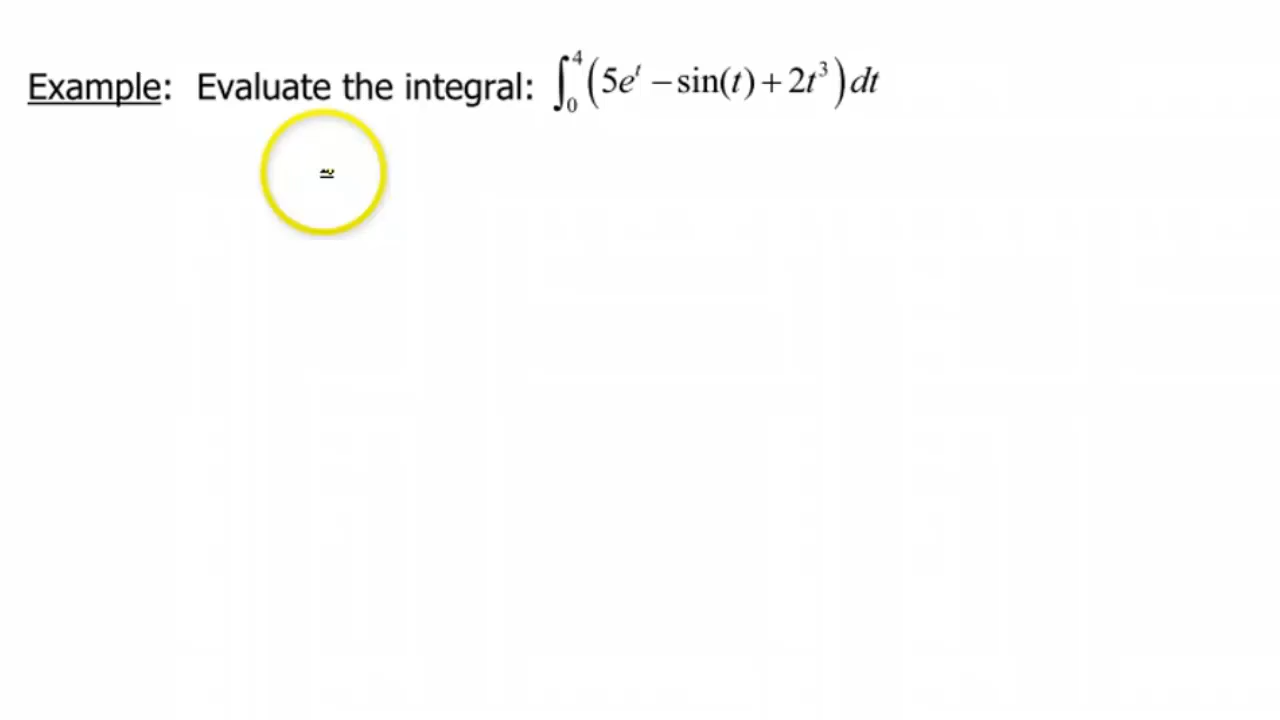 Example: Evaluate the integral: ∫₀⁴(5eᵗ − sin(t) + 2t³)dt